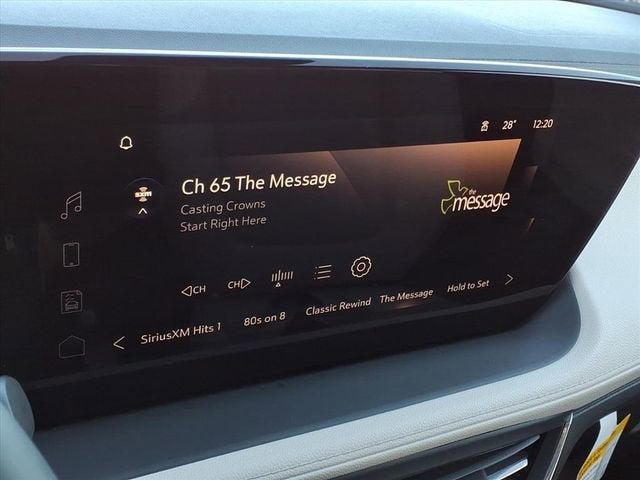 28° 12:20
sxm
Ch 65 The Message
Casting Crowns
Start Right Here
the
message
CH CH
SiriusXM Hits 1 80s on 8 Classic Rewind The Message Hold to Set